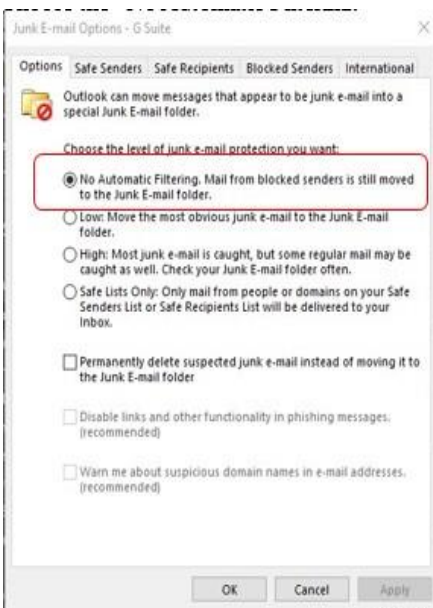 Junk E-mail Options - G Suite
Options Safe Senders Safe Recipients Blocked Senders International
Outlook can move messages that appear to be junk e-mail into a
special Junk E-mail folder.
Choose the level of junk e-mail protection you want:
No Automatic Filtering. Mail from blocked senders is still moved
to the Junk E-mail folder.
Low: Move the most obvious junk e-mail to the Junk E-mail
folder.
High: Most junk e-mail is caught, but some regular mail may be
caught as well. Check your Junk E-mail folder often.
Safe Lists Only: Only mail from people or domains on your Safe
Senders List or Safe Recipients List will be delivered to your
Inbox.
Permanently delete suspected junk e-mail instead of moving it to
the Junk E-mail folder
Disable links and other functionality in phishing messages.
(recommended)
Warn me about suspicious domain names in e-mail addresses.
(recommended)
OK Cancel Apply